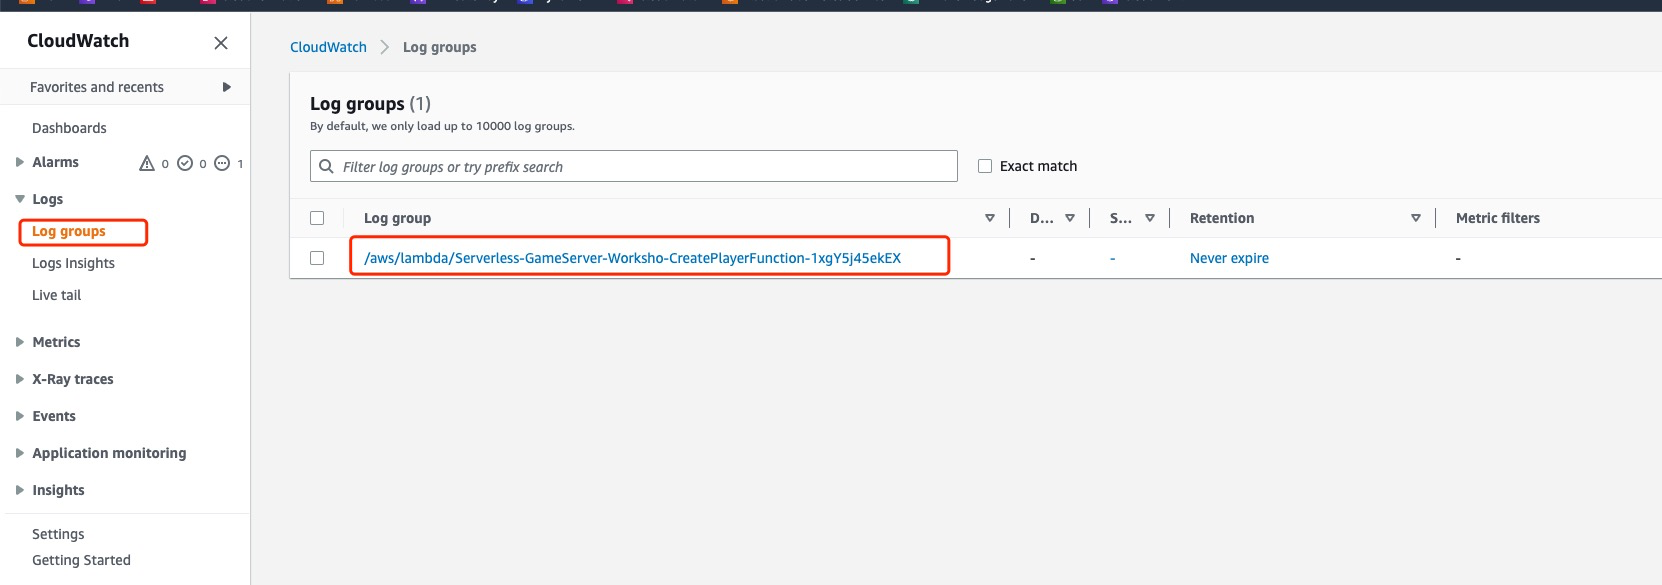 CloudWatch
Favorites and recents
Dashboards
Alarms 0 0 1
Logs
Log groups
Logs Insights
Live tail
Metrics
X-Ray traces
Events
Application monitoring
Insights
Settings
Getting Started
CloudWatch > Log groups
Log groups (1)
By default, we only load up to 10000 log groups.
Filter log groups or try prefix search
Exact match
Log group D... S... Retention Metric filters
/aws/lambda/Serverless-GameServer-Worksho-CreatePlayerFunction-1xgY5j45ekEX - - Never expire -